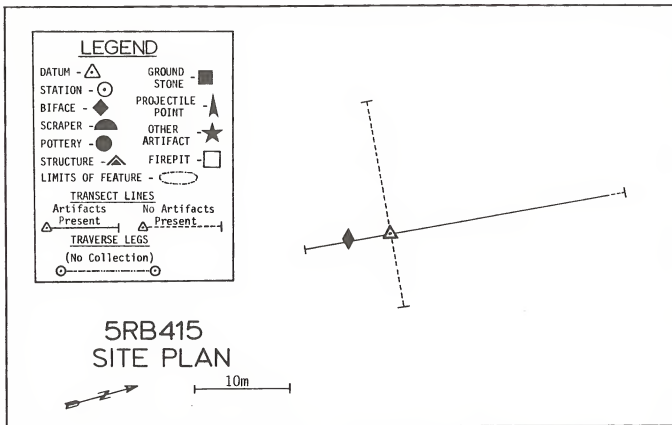 LEGEND
DATUM -
STATION -
BIFACE -
SCRAPER -
POTTERY -
STRUCTURE -
GROUND
STONE -
PROJECTILE
POINT -
OTHER
ARTIFACT -
FIREPIT -
LIMITS OF FEATURE -
TRANSECT LINES
Artifacts
Present
No Artifacts
Present
TRAVERSE LEGS
(No Collection)
5RB415
SITE PLAN
N
10m